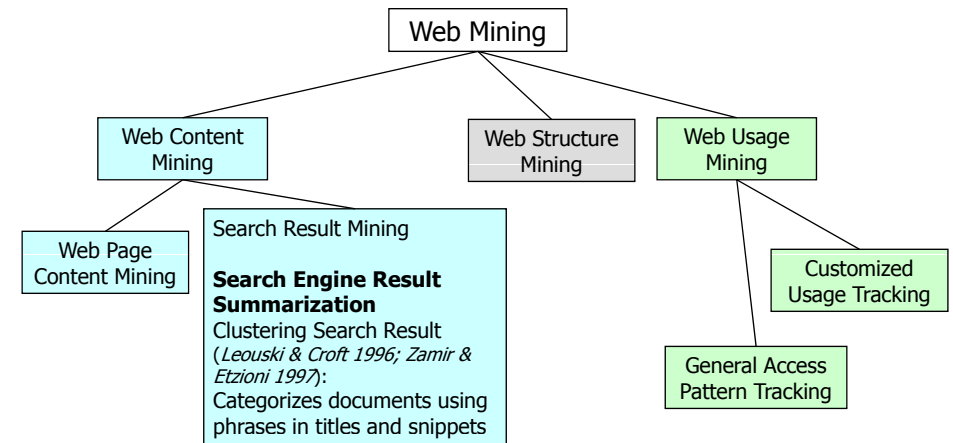 Web Mining
Web Content
Mining
Web Structure
Mining
Web Usage
Mining
Web Page
Content Mining
Search Result Mining
Search Engine Result
Summarization
Clustering Search Result
(Leouski & Croft 1996; Zamir &
Etzioni 1997):
Categorizes documents using
phrases in titles and snippets
Customized
Usage Tracking
General Access
Pattern Tracking